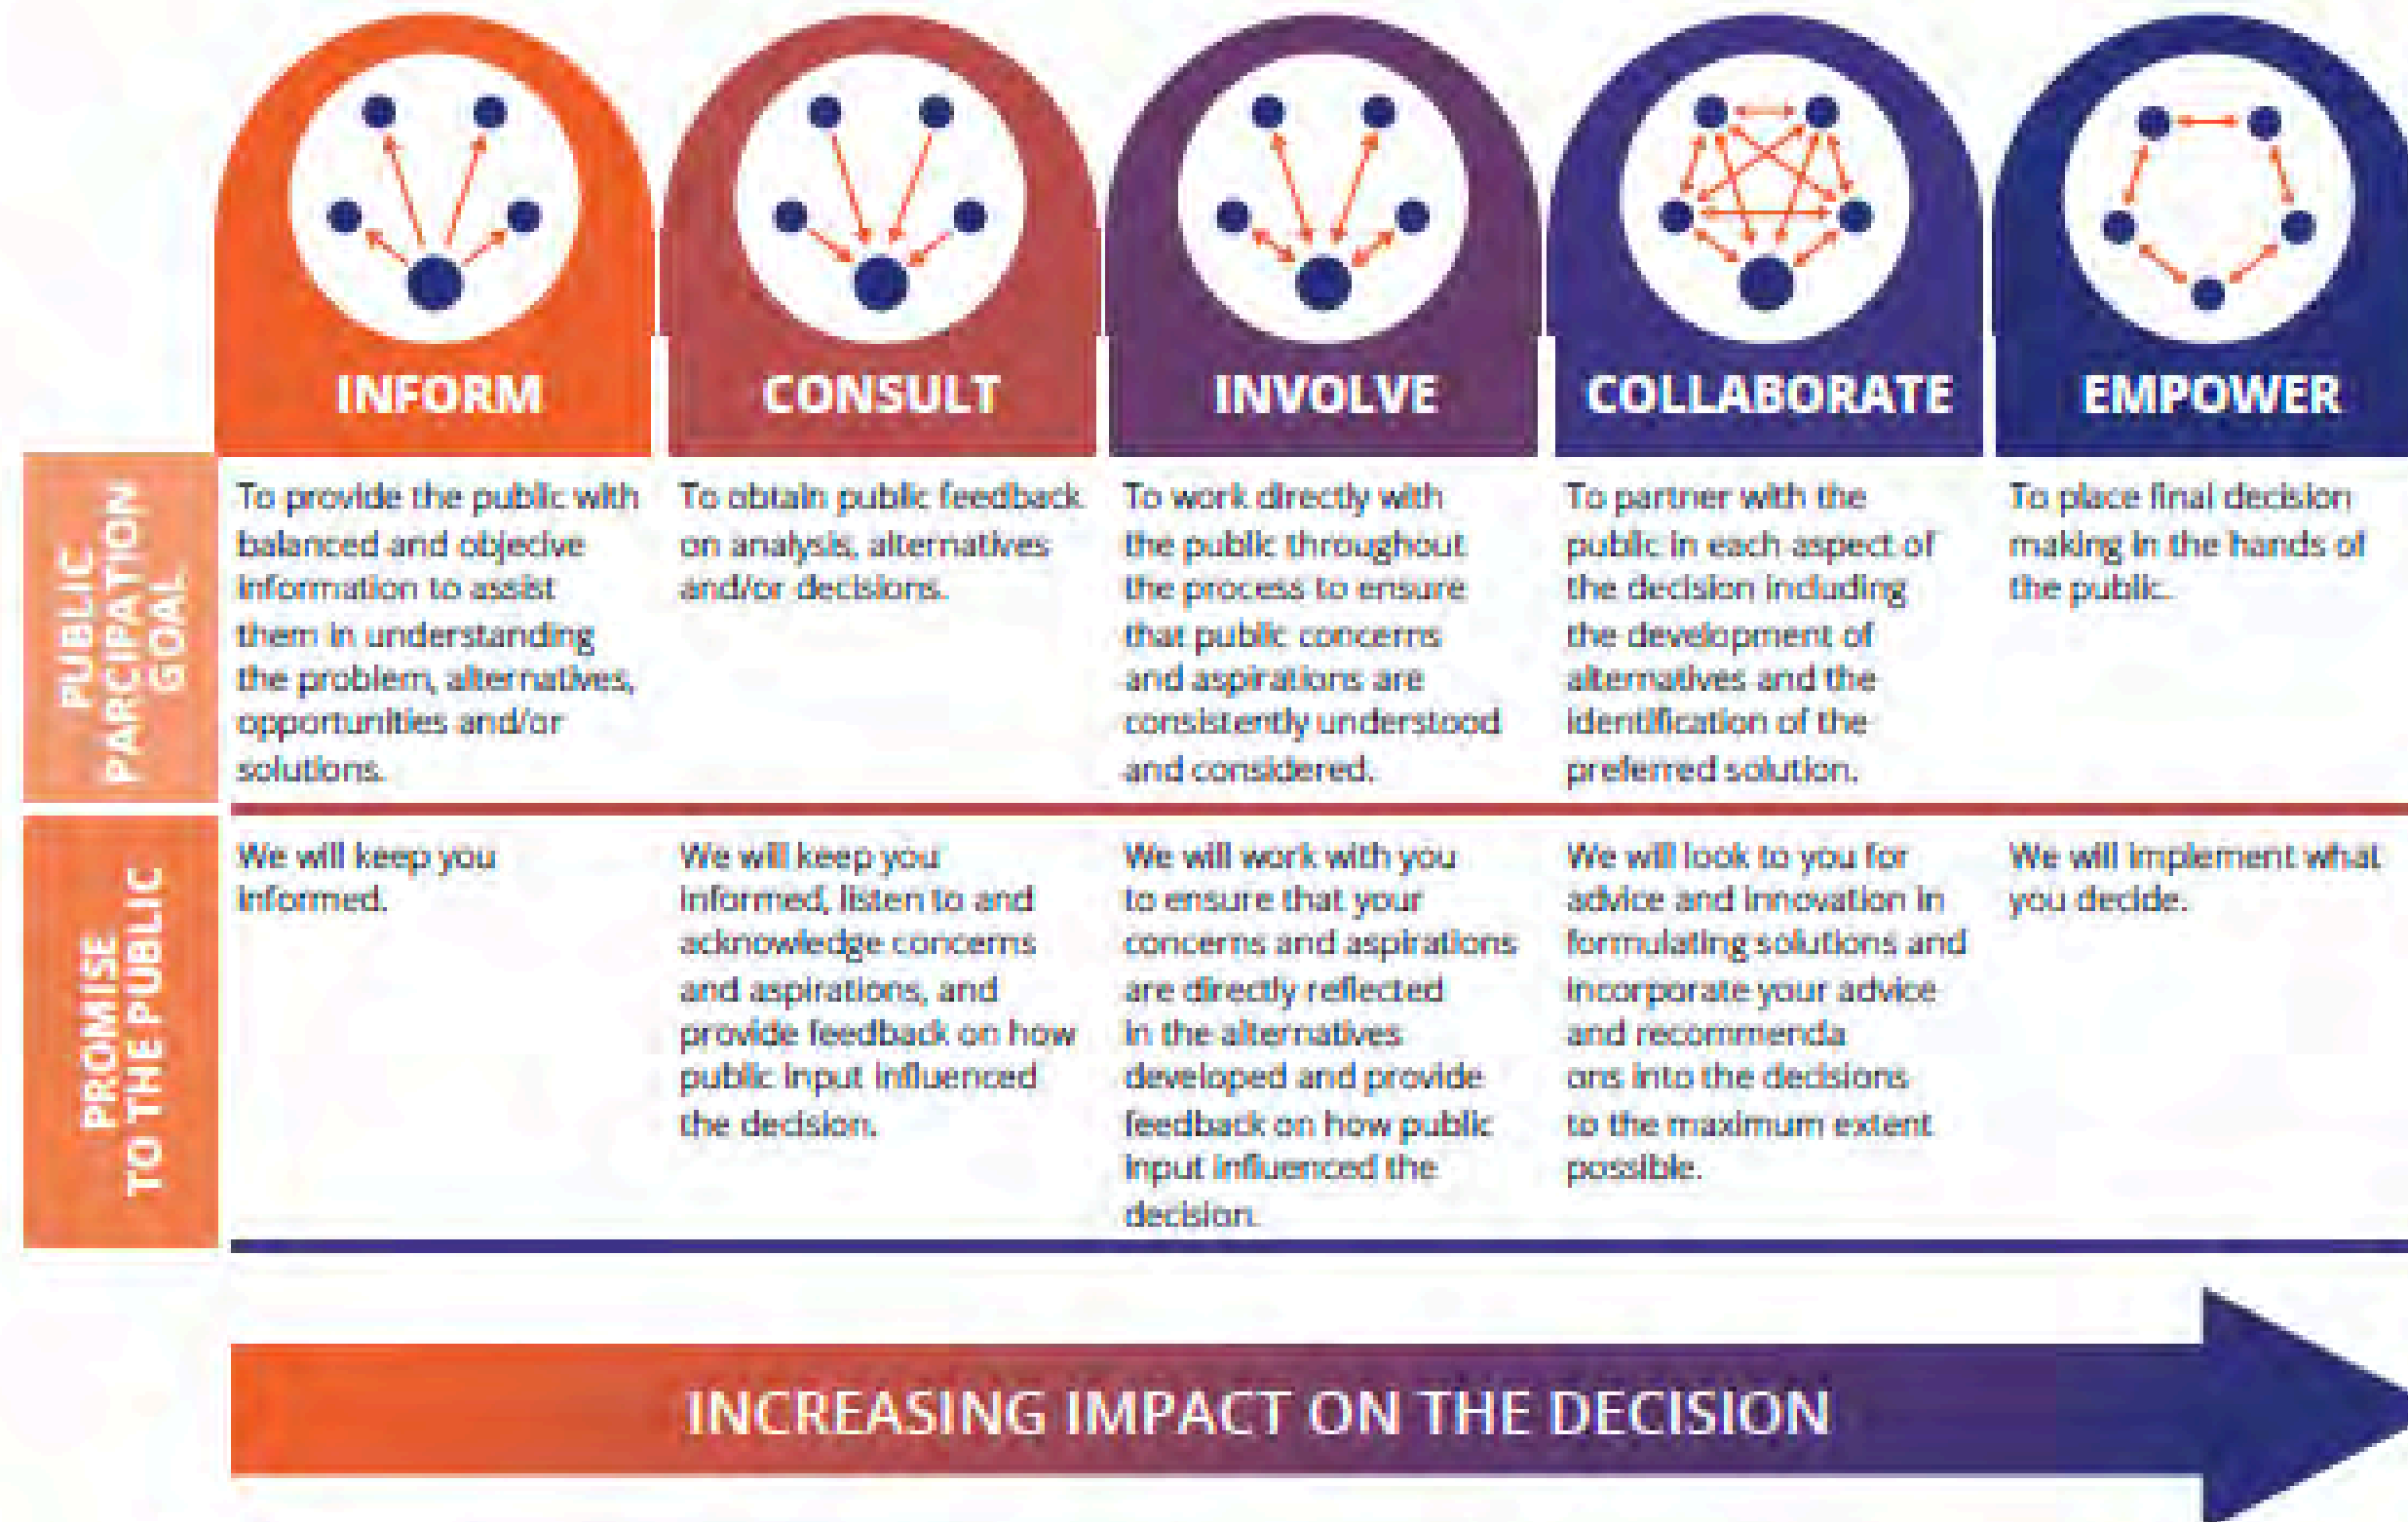 INFORM
CONSULT
INVOLVE
COLLABORATE
EMPOWER
PUBLIC
PARCIPATION
GOAL
To provide the public with
balanced and objecive
information to assist
them in understanding
the problem, alternatives,
opportunities and/or
solutions.
To obtain public feedback
on analysis, alternatives
and/or decisions.
To work directly with
the public throughout
the process to ensure
that public concerns
and aspirations are
consistently understood
and considered.
To partner with the
public in each aspect of
the decision including
the development of
alternatives and the
identification of the
preferred solution.
To place final decision
making in the hands of
the public.
PROMISE
TO THE PUBLIC
We will keep you
informed.
We will keep you
informed, listen to and
acknowledge concerns
and aspirations, and
provide feedback on how
public input influenced
the decision.
We will work with you
to ensure that your
concerns and aspirations
are directly reflected
in the alternatives
developed and provide
feedback on how public
input influenced the
decision.
We will look to you for
advice and innovation in
formulating solutions and
incorporate your advice
and recommenda
ons into the decisions
to the maximum extent
possible.
We will implement what
you decide.
INCREASING IMPACT ON THE DECISION